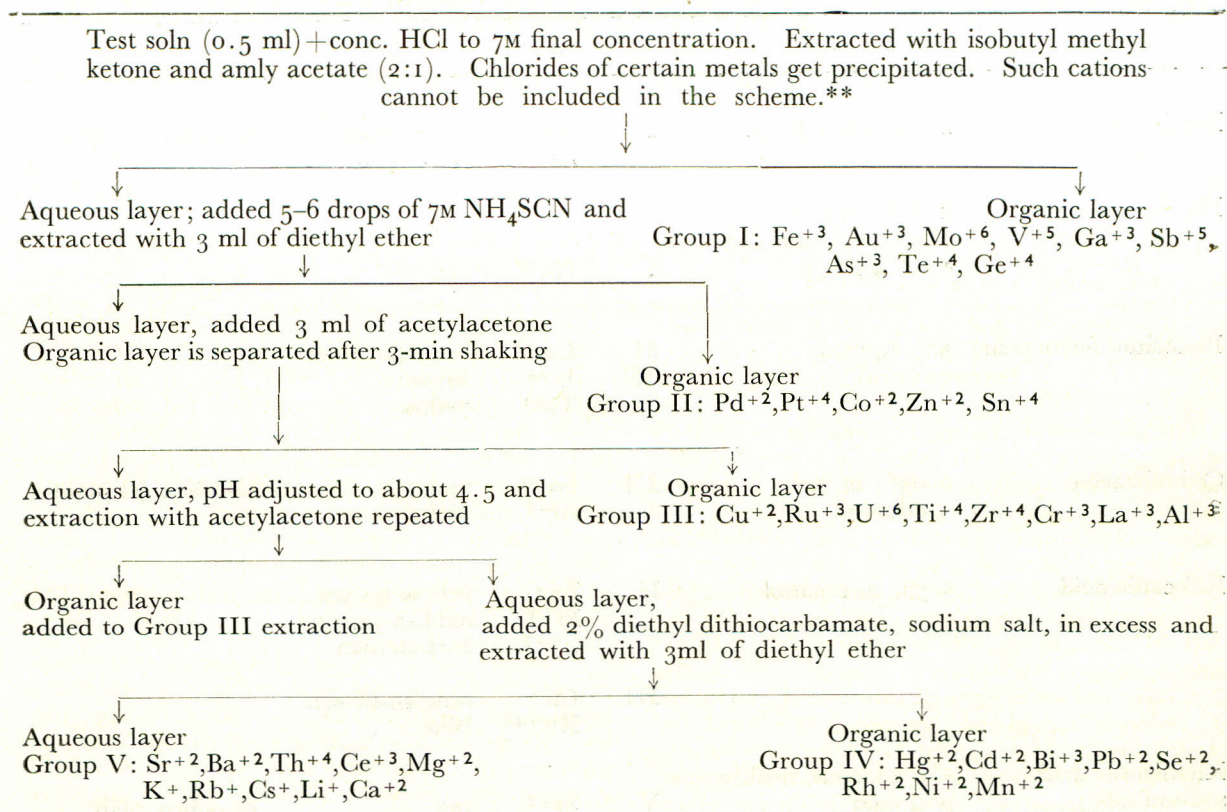 Test soln (0.5 ml)+conc. HCl to 7M final concentration. Extracted with isobutyl methyl
ketone and amly acetate (2:1). Chlorides of certain metals get precipitated. Such cations
cannot be included in the scheme.**
Aqueous layer; added 5–6 drops of 7M NH₄SCN and
extracted with 3 ml of diethyl ether
Organic layer
Group I: Fe⁺³, Au⁺³, Mo⁺⁶, V⁺⁵, Ga⁺³, Sb⁺⁵,
As⁺³, Te⁺⁴, Ge⁺⁴
Aqueous layer, added 3 ml of acetylacetone
Organic layer is separated after 3-min shaking
Organic layer
Group II: Pd⁺²,Pt⁺⁴,Co⁺²,Zn⁺², Sn⁺⁴
Aqueous layer, pH adjusted to about 4.5 and
extraction with acetylacetone repeated
Organic layer
Group III: Cu⁺²,Ru⁺³,U⁺⁶,Ti⁺⁴,Zr⁺⁴,Cr⁺³,La⁺³,Al⁺³
Organic layer
added to Group III extraction
Aqueous layer,
added 2% diethyl dithiocarbamate, sodium salt, in excess and
extracted with 3ml of diethyl ether
Aqueous layer
Group V: Sr⁺²,Ba⁺²,Th⁺⁴,Ce⁺³,Mg⁺²,
K⁺,Rb⁺,Cs⁺,Li⁺,Ca⁺²
Organic layer
Group IV: Hg⁺²,Cd⁺²,Bi⁺³,Pb⁺²,Se⁺²,
Rh⁺²,Ni⁺²,Mn⁺²